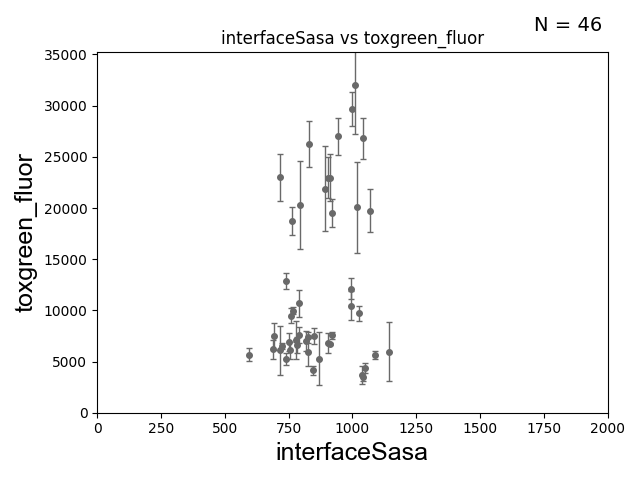 N = 46
interfaceSasa vs toxgreen_fluor
35000
30000
25000
20000
15000
10000
5000
0
toxgreen_fluor
0 250 500 750 1000 1250 1500 1750 2000
interfaceSasa